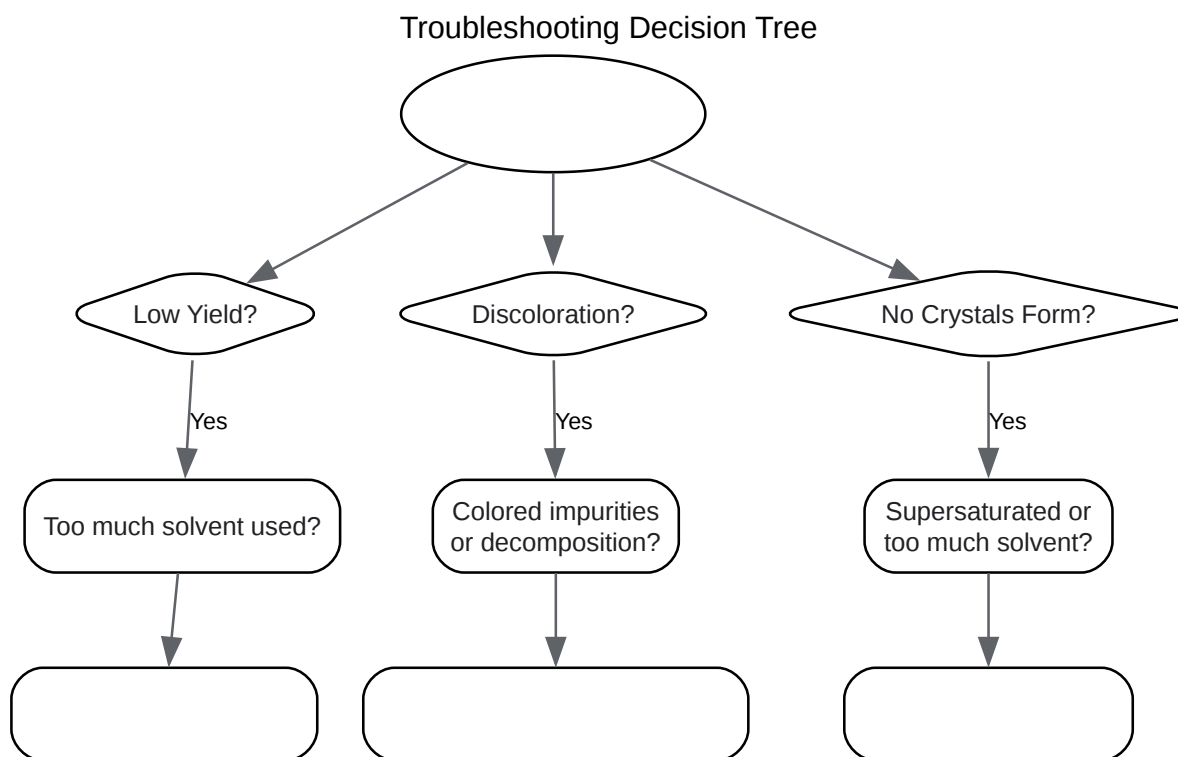 Troubleshooting Decision Tree
Low Yield?
Discoloration?
No Crystals Form?
Yes
Yes
Yes
Too much solvent used?
Colored impurities
or decomposition?
Supersaturated or
too much solvent?